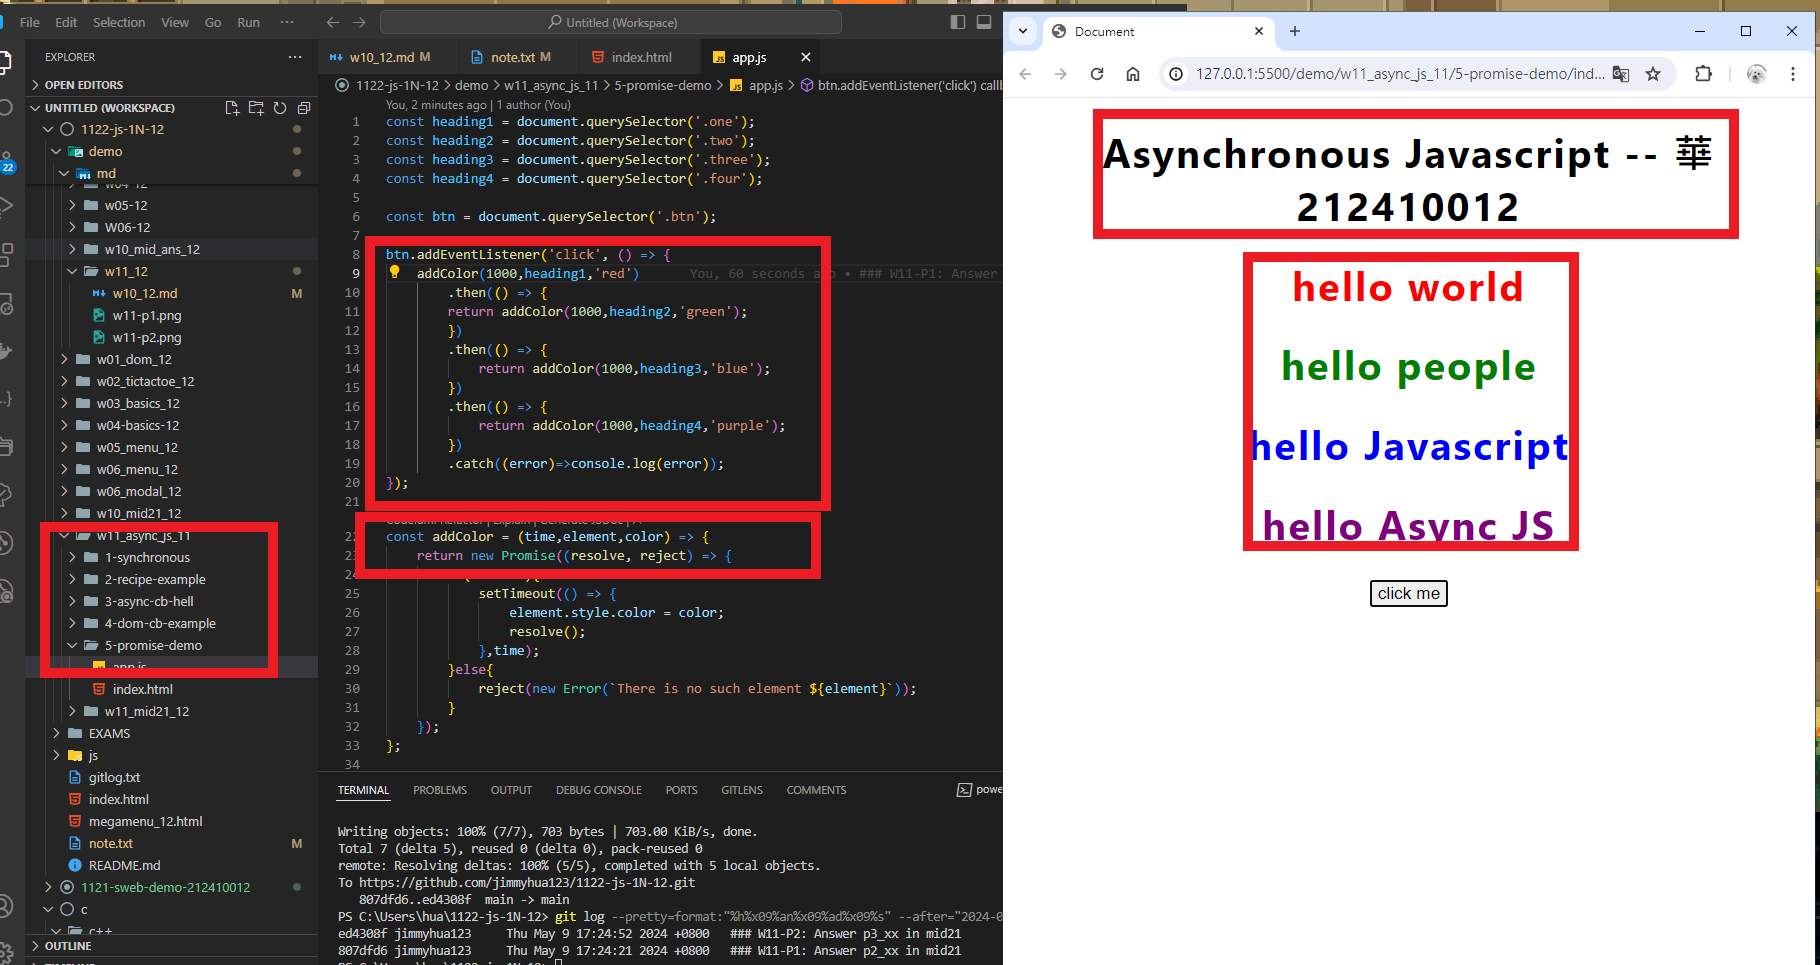 File Edit Selection View Go Run ···
Untitled (Workspace)
EXPLORER
OPEN EDITORS
UNTITLED (WORKSPACE)
1122-js-1N-12
demo
md
w05-12
W06-12
w10_mid_ans_12
w11_12
w10_12.md M
w11-p1.png
w11-p2.png
w01_dom_12
w02_tictactoe_12
w03_basics_12
w04-basics-12
w05_menu_12
w06_menu_12
w06_modal_12
w10_mid21_12
w11_async_js_11
1-synchronous
2-recipe-example
3-async-cb-hell
4-dom-cb-example
5-promise-demo
app.js
index.html
w11_mid21_12
EXAMS
js
gitlog.txt
index.html
megamenu_12.html
note.txt M
README.md
1121-sweb-demo-212410012
c
c++
OUTLINE
22
w10_12.md M note.txt M index.html app.js
1122-js-1N-12 > demo > w11_async_js_11 > 5-promise-demo > app.js > btn.addEventListener('click') callb
You, 2 minutes ago | 1 author (You)
1 const heading1 = document.querySelector('.one');
2 const heading2 = document.querySelector('.two');
3 const heading3 = document.querySelector('.three');
4 const heading4 = document.querySelector('.four');
5
6 const btn = document.querySelector('.btn');
7
8 btn.addEventListener('click', () => {
9 addColor(1000,heading1,'red') You, 60 seconds ago • ### W11-P1: Answer
10 .then(() => {
11 return addColor(1000,heading2,'green');
12 })
13 .then(() => {
14 return addColor(1000,heading3,'blue');
15 })
16 .then(() => {
17 return addColor(1000,heading4,'purple');
18 })
19 .catch((error)=>console.log(error));
20 });
21
22 const addColor = (time,element,color) => {
23 return new Promise((resolve, reject) => {
24 {
25 setTimeout(() => {
26 element.style.color = color;
27 resolve();
28 },time);
29 }else{
30 reject(new Error(`There is no such element ${element}`));
31 }
32 });
33 };
34
TERMINAL PROBLEMS OUTPUT DEBUG CONSOLE PORTS GITLENS COMMENTS powe
Writing objects: 100% (7/7), 703 bytes | 703.00 KiB/s, done.
Total 7 (delta 5), reused 0 (delta 0), pack-reused 0
remote: Resolving deltas: 100% (5/5), completed with 5 local objects.
To https://github.com/jimmyhua123/1122-js-1N-12.git
807dfd6..ed4308f main -> main
PS C:\Users\hua\1122-js-1N-12> git log --pretty=format:"%h%x09%an%x09%ad%x09%s" --after="2024-0
ed4308f jimmyhua123 Thu May 9 17:24:52 2024 +0800 ### W11-P2: Answer p3_xx in mid21
807dfd6 jimmyhua123 Thu May 9 17:24:21 2024 +0800 ### W11-P1: Answer p2_xx in mid21
Document
127.0.0.1:5500/demo/w11_async_js_11/5-promise-demo/ind...
Asynchronous Javascript -- 華
212410012
hello world
hello people
hello Javascript
hello Async JS
click me